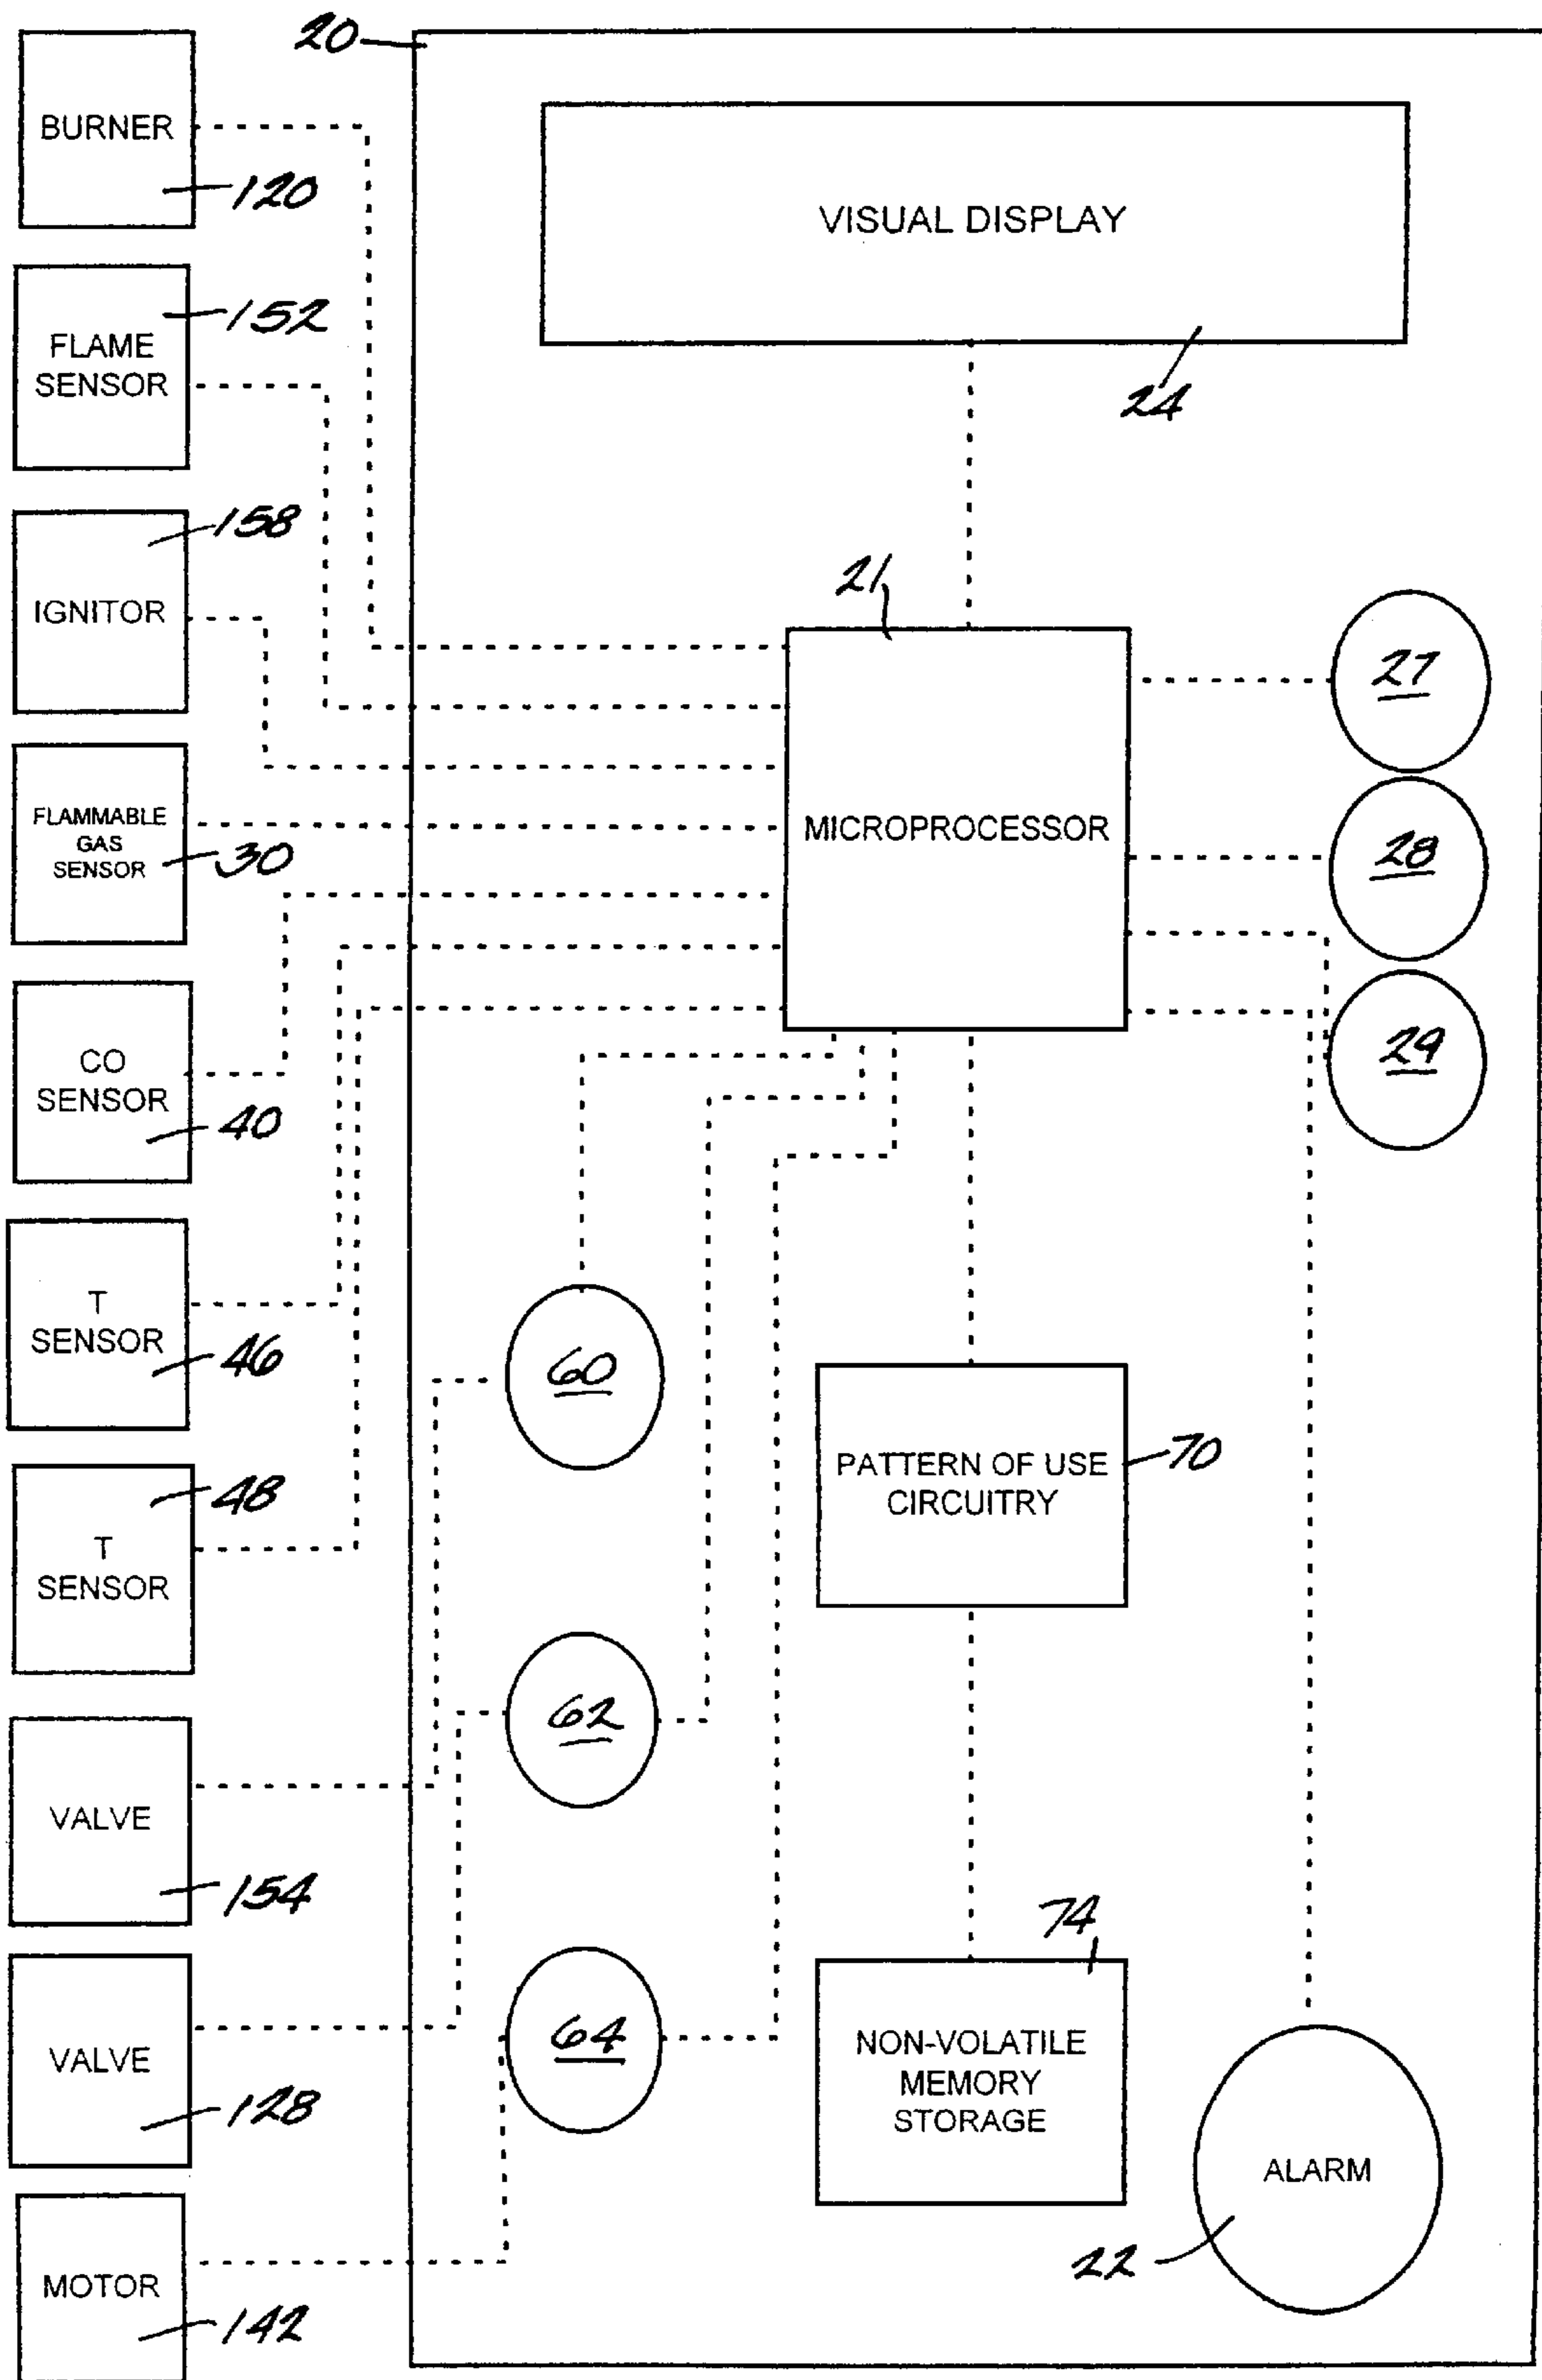 20
BURNER
120
VISUAL DISPLAY
24
152
FLAME
SENSOR
158
IGNITOR
21
MICROPROCESSOR
27
28
29
FLAMMABLE
GAS
SENSOR
30
CO
SENSOR
40
T
SENSOR
46
60
PATTERN OF USE
CIRCUITRY
70
48
T
SENSOR
62
VALVE
154
74
64
NON-VOLATILE
MEMORY
STORAGE
VALVE
128
ALARM
22
MOTOR
142